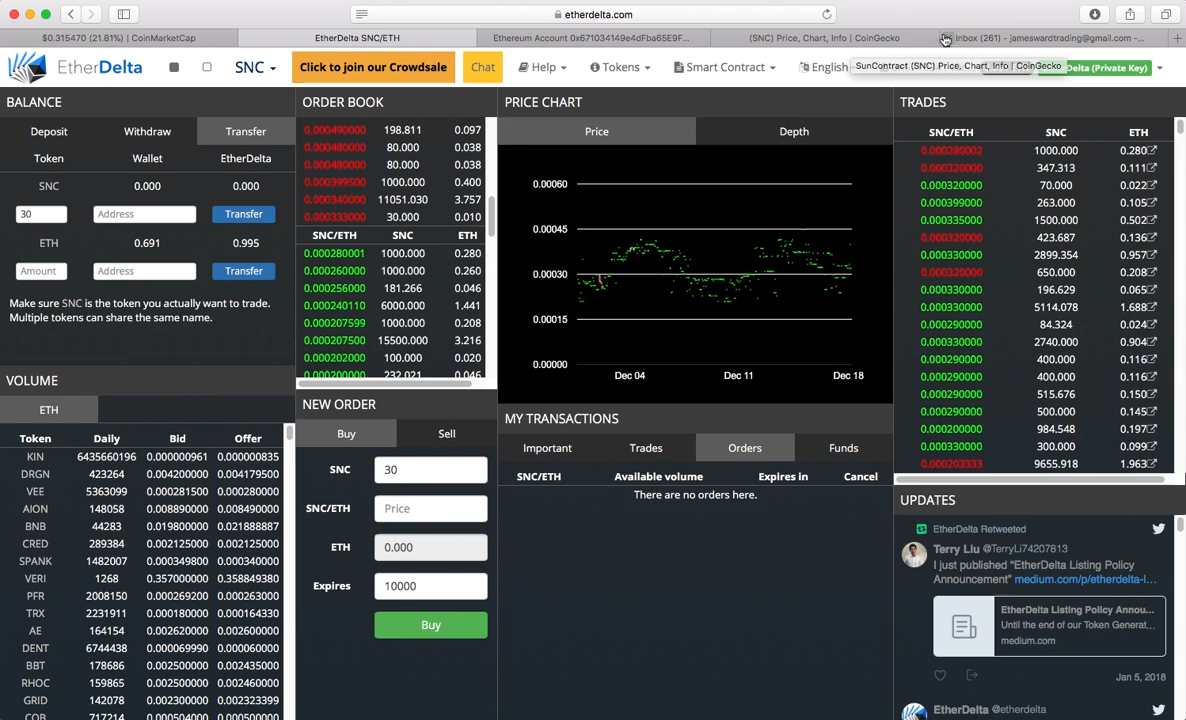 etherdelta.com
$0.315470 (21.81%) | CoinMarketCap
EtherDelta SNC/ETH
Ethereum Account 0x671034149e4dFba65E9F...
(SNC) Price, Chart, Info | CoinGecko
Inbox (261) - jameswardtrading@gmail.com -...
SunContract (SNC) Price, Chart, Info | CoinGecko
EtherDelta
SNC
Click to join our Crowdsale
Chat
Help
Tokens
Smart Contract
English
Delta (Private Key)
BALANCE
Deposit Withdraw Transfer
Token Wallet EtherDelta
SNC 0.000 0.000
30 Address Transfer
ETH 0.691 0.995
Amount Address Transfer
Make sure SNC is the token you actually want to trade.
Multiple tokens can share the same name.
VOLUME
ETH
Token Daily Bid Offer
KIN 6435660196 0.000000961 0.000000835
DRGN 423264 0.004200000 0.004179500
VEE 5363099 0.000281500 0.000280000
AION 148058 0.008890000 0.008490000
BNB 44283 0.019800000 0.021888887
CRED 289384 0.002125000 0.002125000
SPANK 1482007 0.000349800 0.000340000
VERI 1268 0.357000000 0.358849380
PFR 2008150 0.000269200 0.000263000
TRX 2231911 0.000180000 0.000164330
AE 164154 0.002620000 0.002600000
DENT 6744438 0.000069990 0.000060000
BBT 178686 0.002500000 0.002435000
RHOC 159865 0.002500000 0.002460000
GRID 142078 0.002300000 0.002323399
COB 717214 0.000504000 0.000500000
ORDER BOOK
0.000490000 198.811 0.097
0.000480000 80.000 0.038
0.000480000 80.000 0.038
0.000399500 1000.000 0.400
0.000340000 11051.030 3.757
0.000333000 30.000 0.010
SNC/ETH SNC ETH
0.000280001 1000.000 0.280
0.000260000 1000.000 0.260
0.000256000 181.266 0.046
0.000240110 6000.000 1.441
0.000207599 1000.000 0.208
0.000207500 15500.000 3.216
0.000202000 100.000 0.020
0.000200000 232.021 0.046
NEW ORDER
Buy Sell
SNC 30
SNC/ETH Price
ETH 0.000
Expires 10000
Buy
PRICE CHART
Price Depth
0.00060
0.00045
0.00030
0.00015
0.00000
Dec 04 Dec 11 Dec 18
MY TRANSACTIONS
Important Trades Orders Funds
SNC/ETH Available volume Expires in Cancel
There are no orders here.
TRADES
SNC/ETH SNC ETH
0.000280002 1000.000 0.280
0.000320000 347.313 0.111
0.000320000 70.000 0.022
0.000399000 263.000 0.105
0.000335000 1500.000 0.502
0.000320000 423.687 0.136
0.000330000 2899.354 0.957
0.000320000 650.000 0.208
0.000330000 196.629 0.065
0.000330000 5114.078 1.688
0.000290000 84.324 0.024
0.000330000 2740.000 0.904
0.000290000 400.000 0.116
0.000290000 400.000 0.116
0.000290000 515.676 0.150
0.000290000 500.000 0.145
0.000200000 984.548 0.197
0.000330000 300.000 0.099
0.000203333 9655.918 1.963
UPDATES
EtherDelta Retweeted
Terry Liu @TerryLi74207813
I just published “EtherDelta Listing Policy
Announcement” medium.com/p/etherdelta-l...
EtherDelta Listing Policy Annou...
Until the end of our Token Generat...
medium.com
Jan 5, 2018
EtherDelta @etherdelta